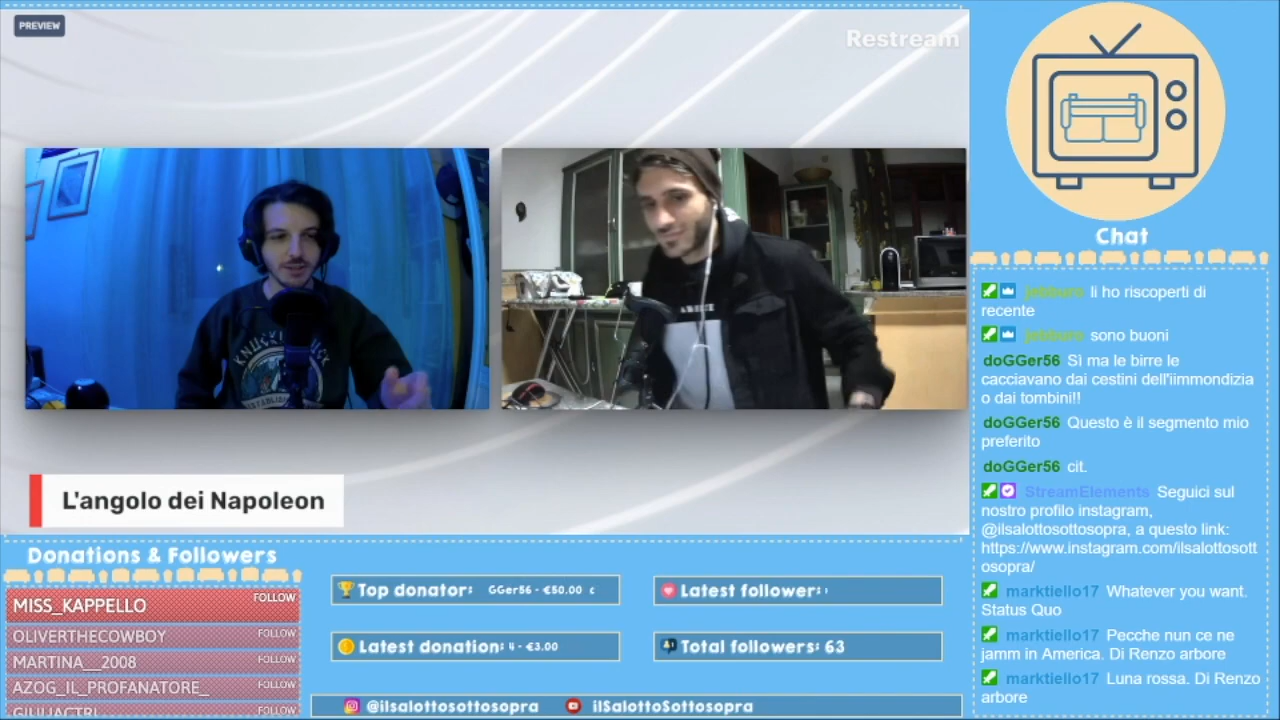 PREVIEW
Restream
KNUCKLE
L'angolo dei Napoleon
Chat
li ho riscoperti di
recente
sono buoni
doGGer56 Sì ma le birre le
cacciavano dai cestini dell'iimmondizia
o dai tombini!!
doGGer56 Questo è il segmento mio
preferito
doGGer56 cit.
StreamElements Seguici sul
nostro profilo instagram,
@ilsalottosottosopra, a questo link:
https://www.instagram.com/ilsalottosott
osopra/
marktiello17 Whatever you want.
Status Quo
marktiello17 Pecche nun ce ne
jamm in America. Di Renzo arbore
marktiello17 Luna rossa. Di Renzo
arbore
Donations & Followers
MISS_KAPPELLO FOLLOW
OLIVERTHECOWBOY FOLLOW
MARTINA__2008 FOLLOW
AZOG_IL_PROFANATORE_ FOLLOW
FOLLOW
Top donator: GGer56 - €50.00
Latest follower:
Latest donation: 4 - €3.00
Total followers: 63
@ilsalottosottosopra ilSalottoSottosopra